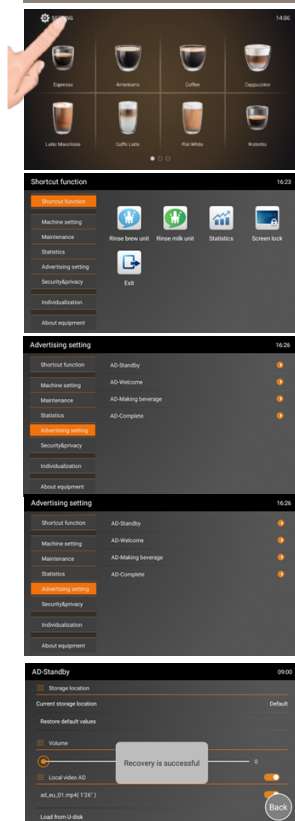 14:06
Espresso Americano Coffee Cappuccino
Latte Macchiato Caffe Latte Flat White Ristretto
Shortcut function 16:23
Shortcut function
Machine setting
Maintenance
Statistics
Advertising setting
Security&privacy
Individualization
About equipment
Rinse brew unit Rinse milk unit Statistics Screen lock
Exit
Advertising setting 16:26
Shortcut function
Machine setting
Maintenance
Statistics
Advertising setting
Security&privacy
Individualization
About equipment
AD-Standby
AD-Welcome
AD-Making beverage
AD-Complete
Advertising setting 16:26
Shortcut function
Machine setting
Maintenance
Statistics
Advertising setting
Security&privacy
Individualization
About equipment
AD-Standby
AD-Welcome
AD-Making beverage
AD-Complete
AD-Standby 09:00
Storage location
Current storage location Default
Restore default values
Volume
0
Recovery is successful
Local video AD
ad_eu_01.mp4( 1'26" )
Load from U-disk
Back